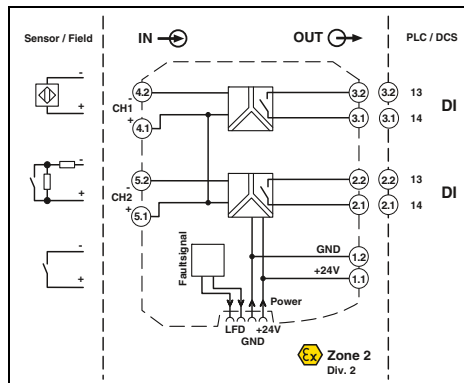 Sensor / Field
IN
OUT
PLC / DCS
-
+
4.2
-
CH1
+
4.1
3.2
3.1
3.2
3.1
13
14
DI
-
+
5.2
-
CH2
+
5.1
2.2
2.1
2.2
2.1
13
14
DI
-
+
Faultsignal
GND
1.2
+24V
1.1
Power
LFD
+24V
GND
Ex
Zone 2
Div. 2